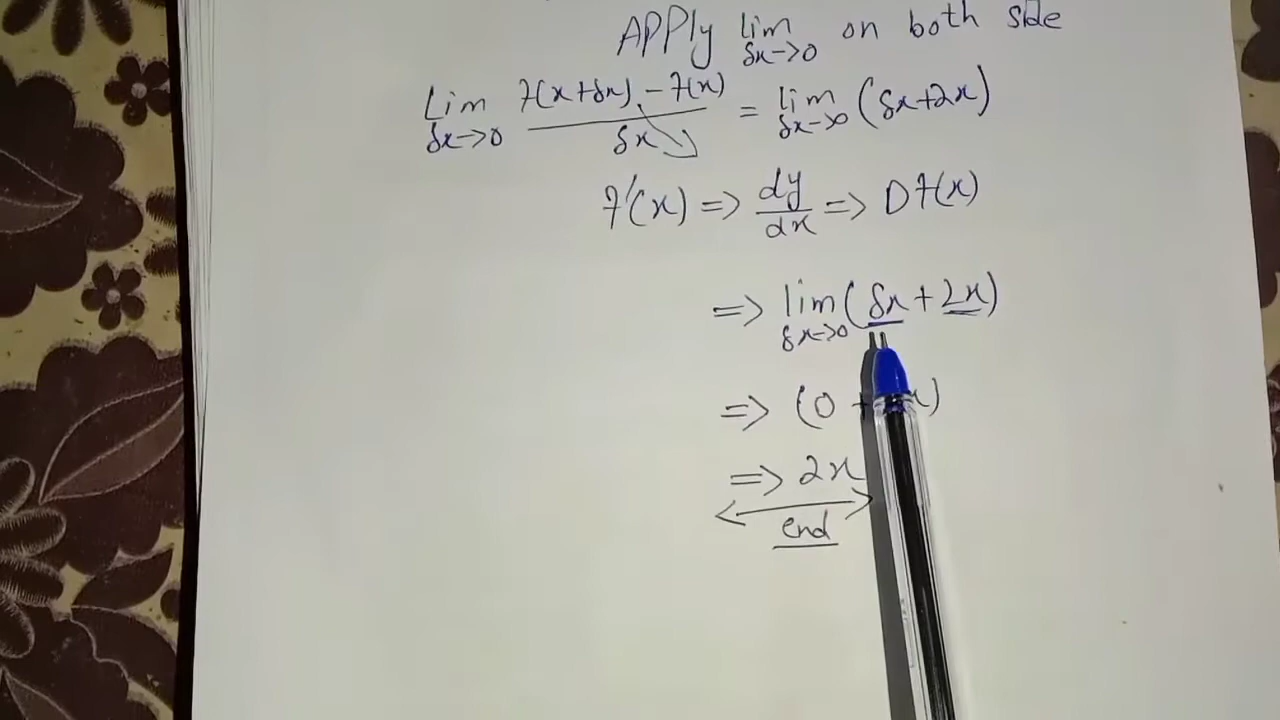 APPly lim δx->0 on both side
Lim δx->0 f(x+δx) - f(x) / δx = lim δx->0 (δx+2x)
f'(x) => dy/dx => Df(x)
=> lim δx->0 (δx + 2x)
=> (0 + x)
=> 2x
end